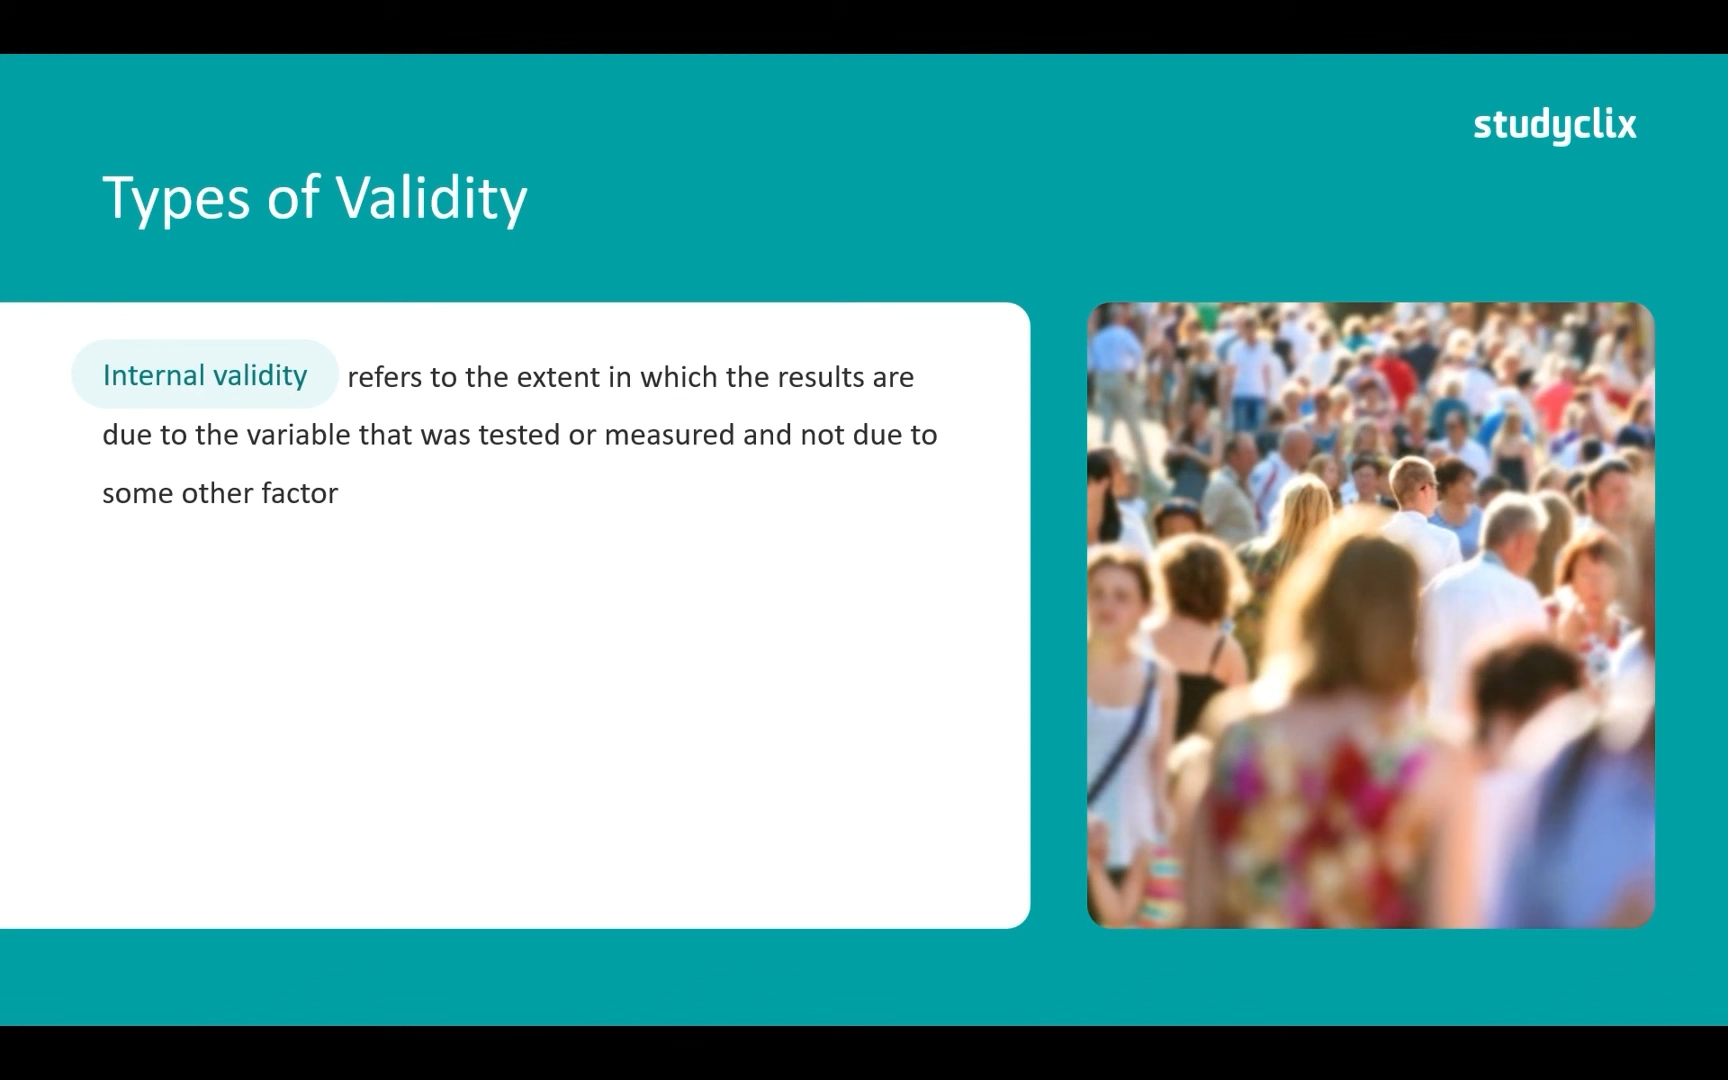 studyclix
Types of Validity
Internal validity refers to the extent in which the results are
due to the variable that was tested or measured and not due to
some other factor